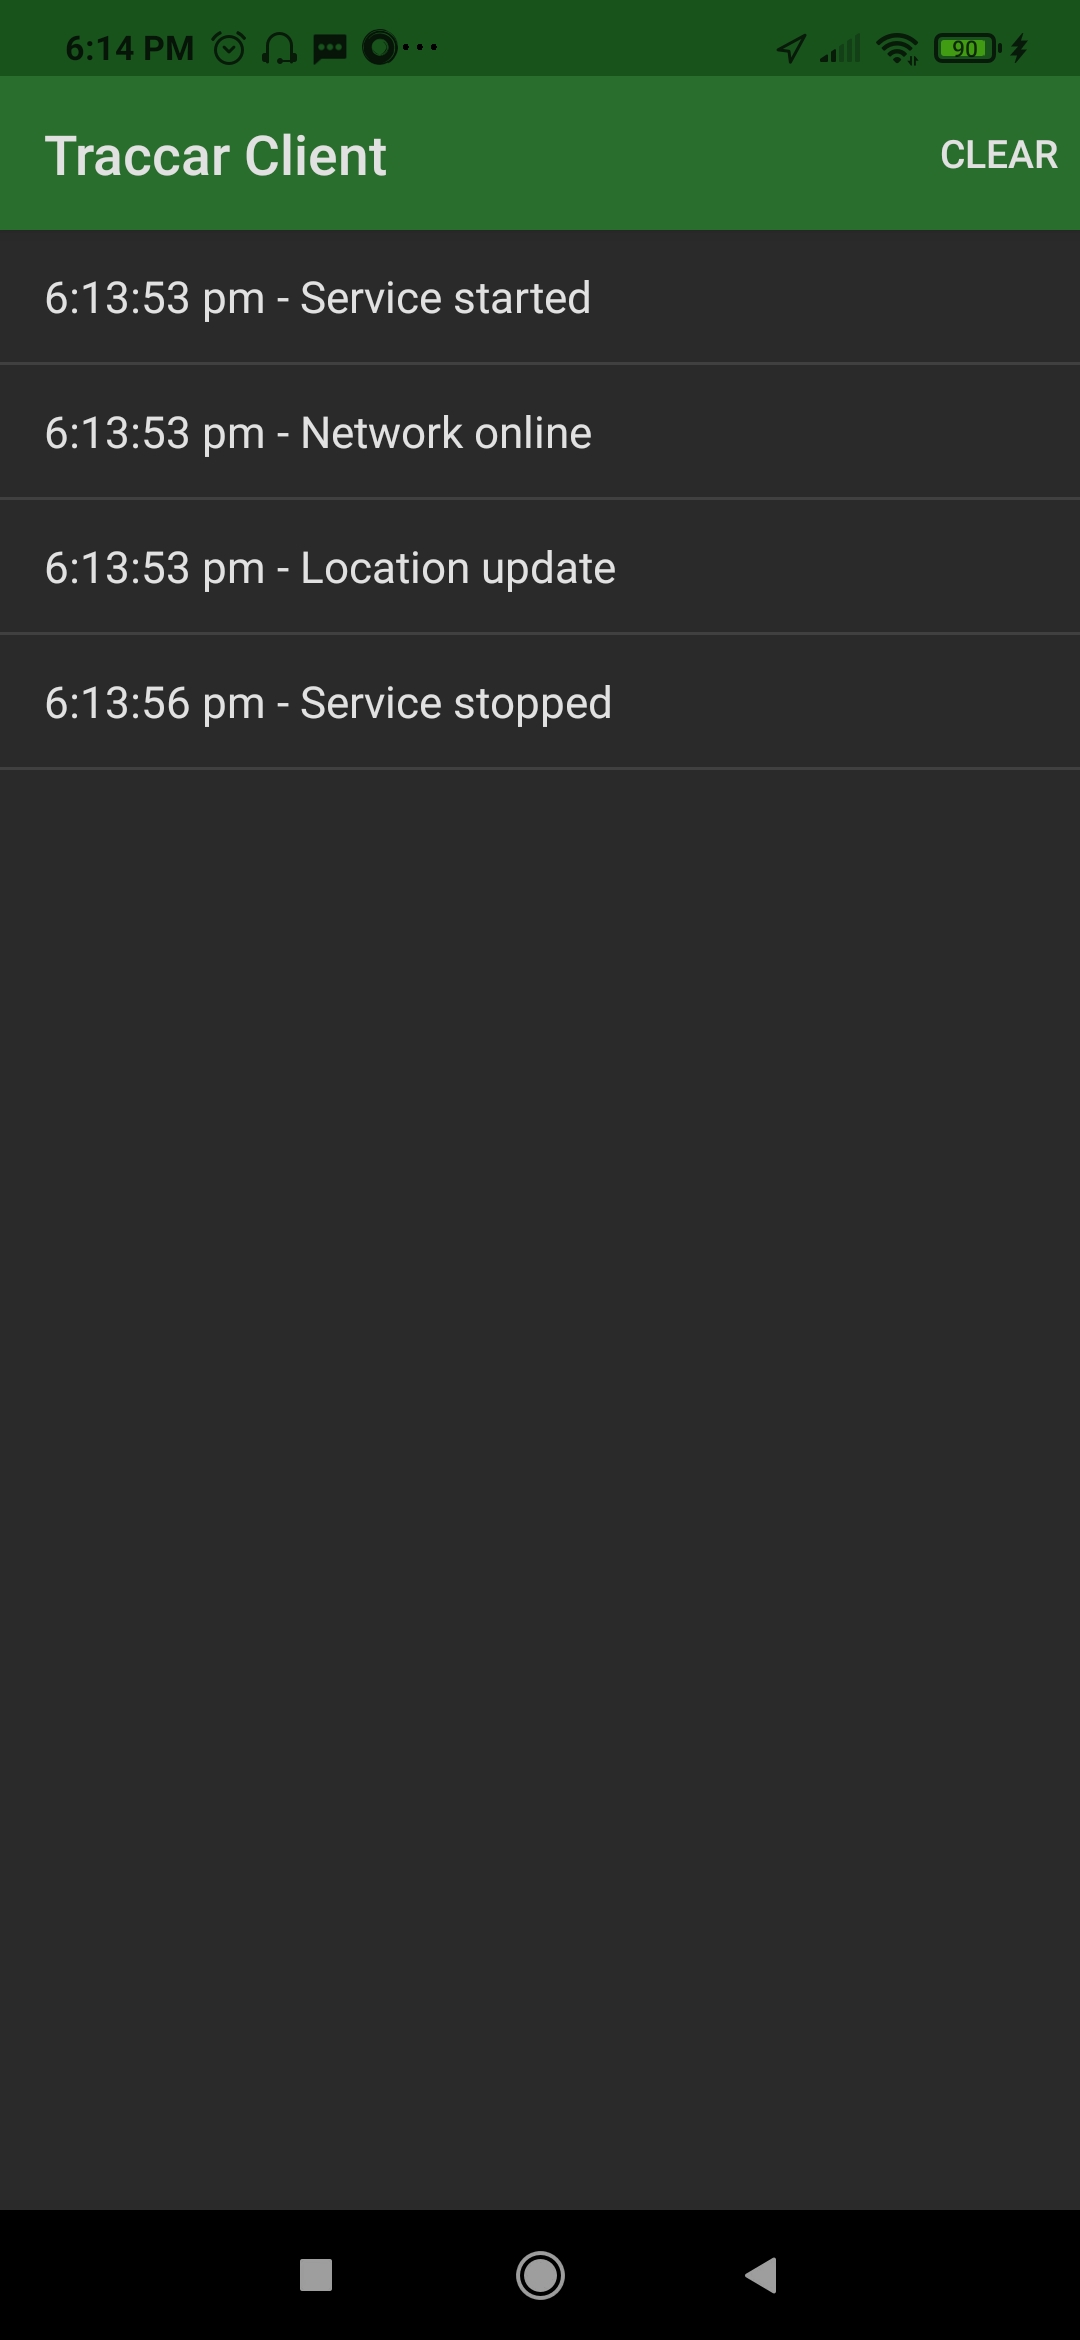 6:14 PM
90
Traccar Client
CLEAR
6:13:53 pm - Service started
6:13:53 pm - Network online
6:13:53 pm - Location update
6:13:56 pm - Service stopped